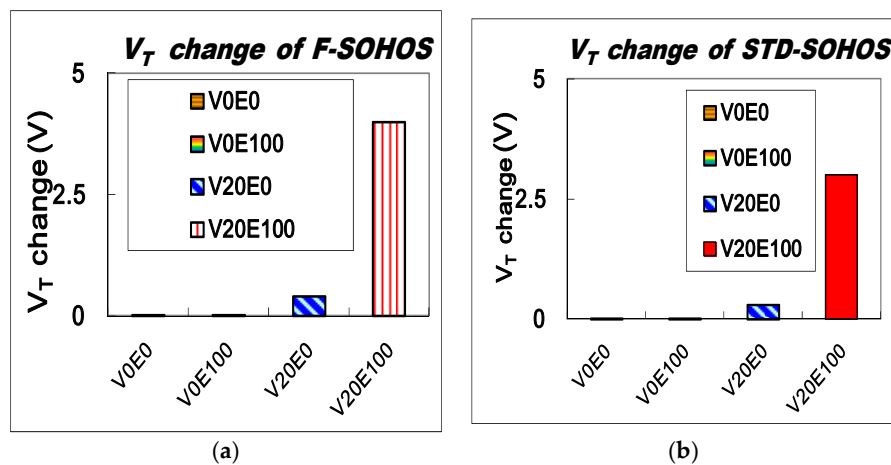 V_T change of F-SOHOS
5
2.5
0
V_T change (V)
V0E0
V0E100
V20E0
V20E100
V0E0
V0E100
V20E0
V20E100
(a)
V_T change of STD-SOHOS
5
2.5
0
V_T change (V)
V0E0
V0E100
V20E0
V20E100
V0E0
V0E100
V20E0
V20E100
(b)